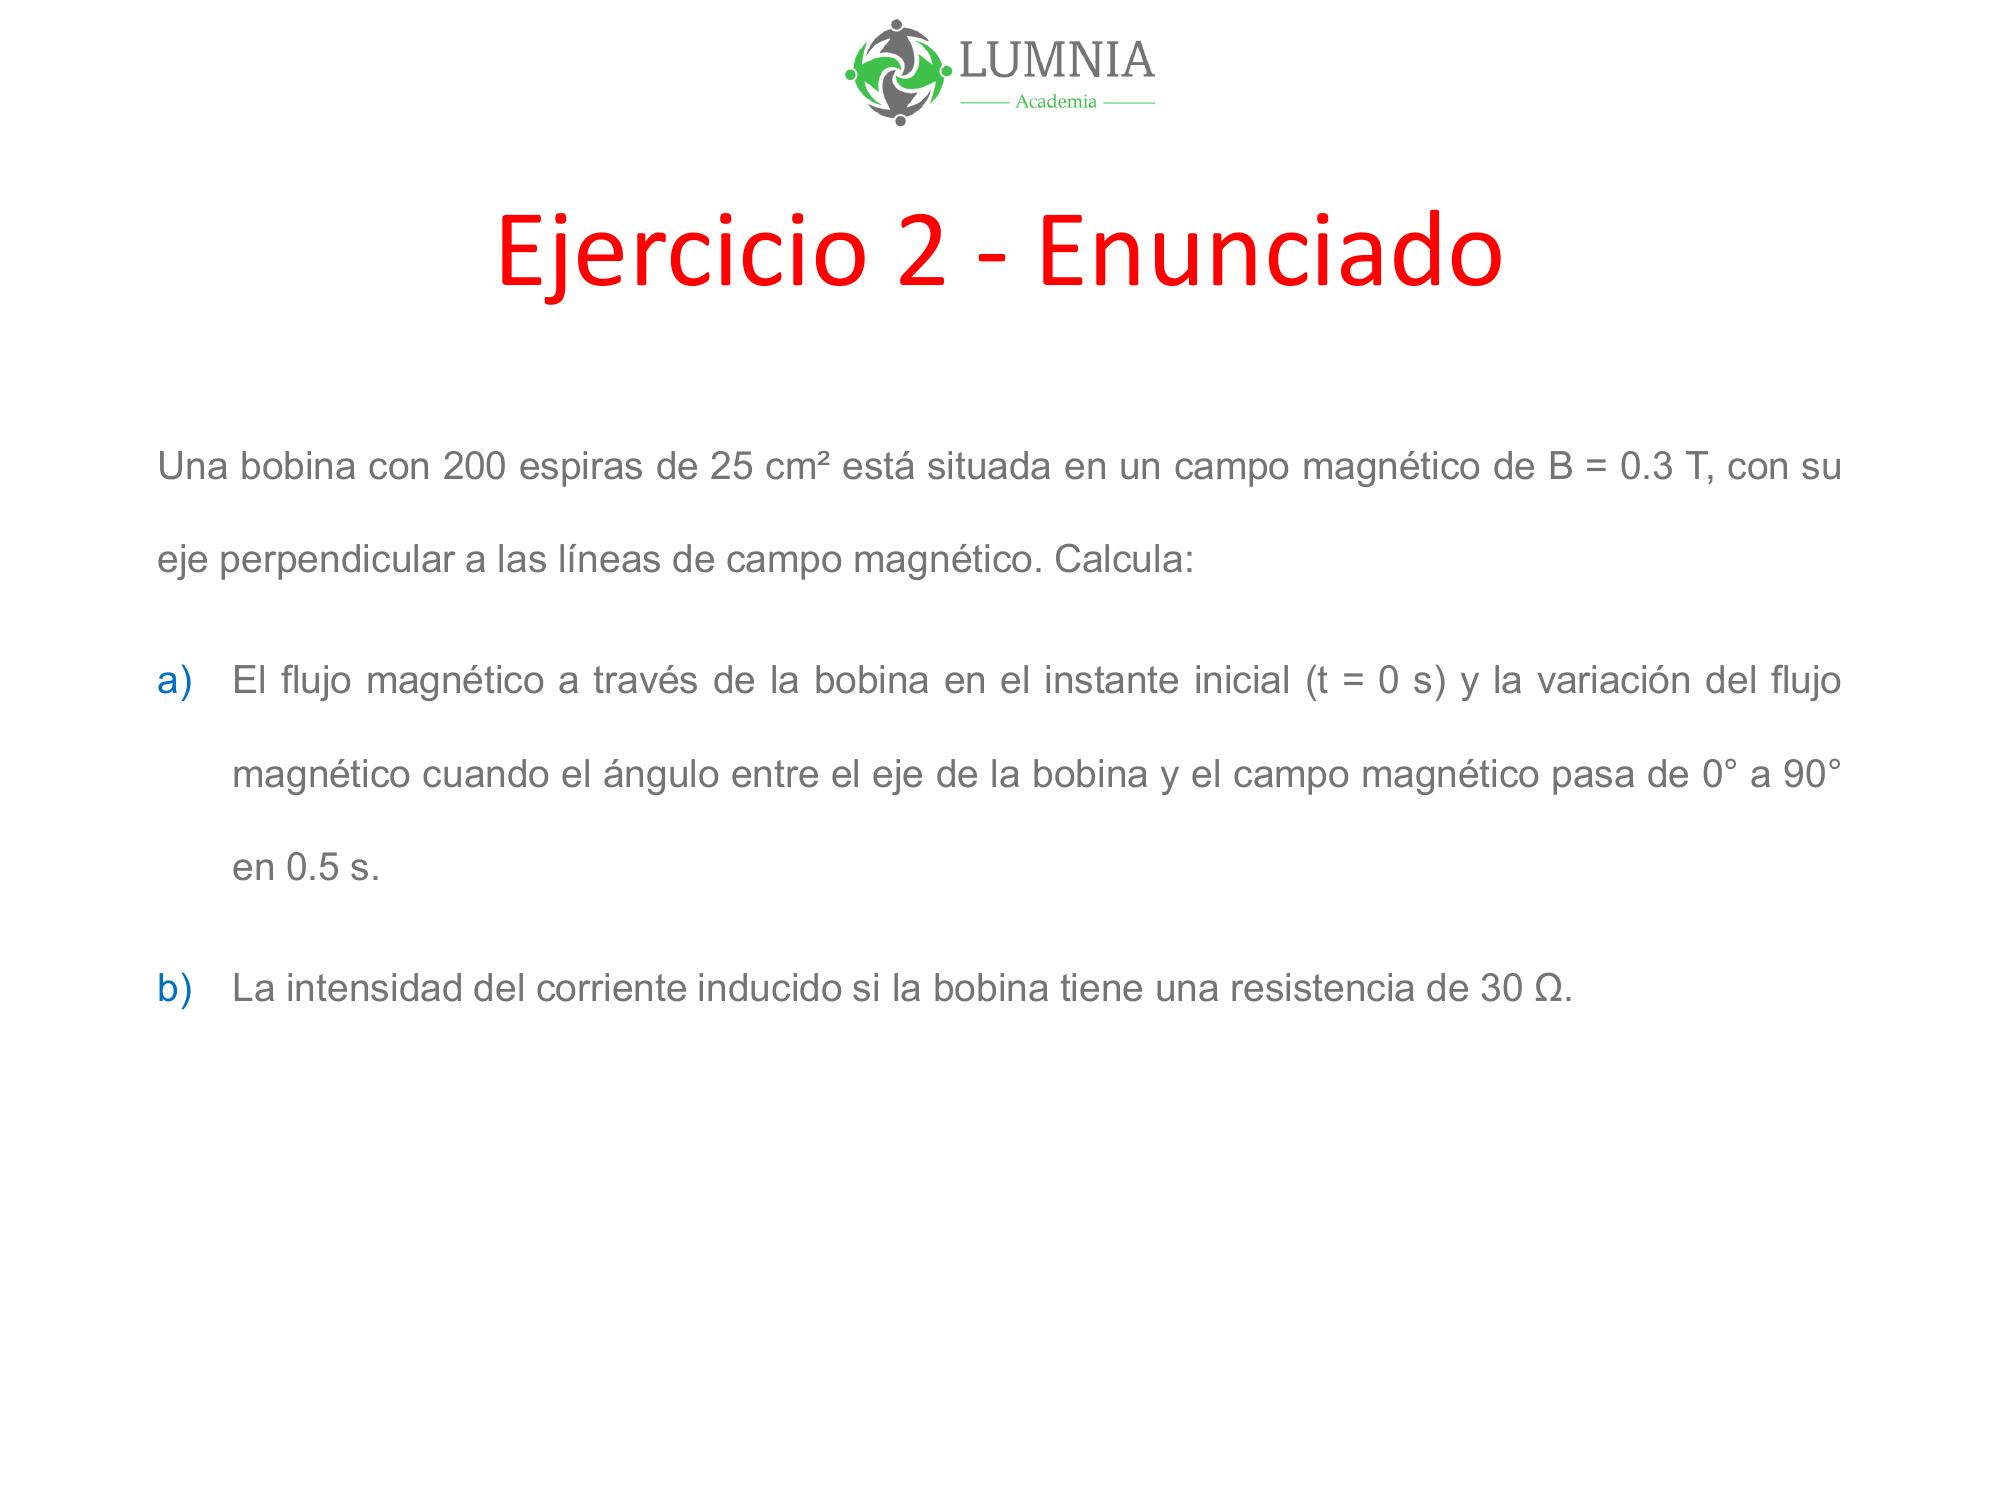 LUMNIA
Academia
Ejercicio 2 - Enunciado
Una bobina con 200 espiras de 25 cm² está situada en un campo magnético de B = 0.3 T, con su
eje perpendicular a las líneas de campo magnético. Calcula:
a) El flujo magnético a través de la bobina en el instante inicial (t = 0 s) y la variación del flujo
magnético cuando el ángulo entre el eje de la bobina y el campo magnético pasa de 0° a 90°
en 0.5 s.
b) La intensidad del corriente inducido si la bobina tiene una resistencia de 30 Ω.